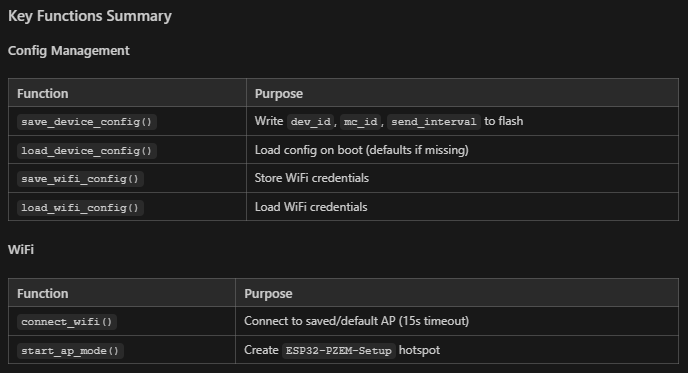 Key Functions Summary
Config Management
Function Purpose
save_device_config() Write dev_id, mc_id, send_interval to flash
load_device_config() Load config on boot (defaults if missing)
save_wifi_config() Store WiFi credentials
load_wifi_config() Load WiFi credentials
WiFi
Function Purpose
connect_wifi() Connect to saved/default AP (15s timeout)
start_ap_mode() Create ESP32-PZEM-Setup hotspot